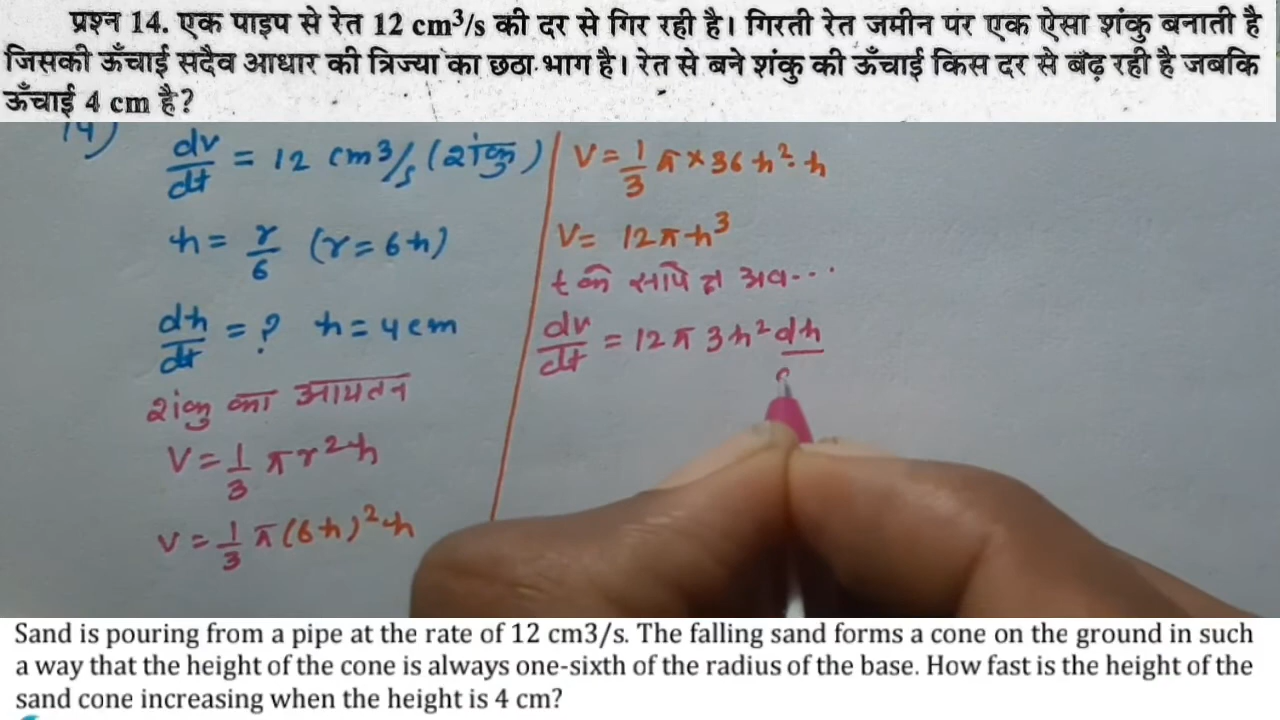 प्रश्न 14. एक पाइप से रेत 12 cm³/s की दर से गिर रही है। गिरती रेत जमीन पर एक ऐसा शंकु बनाती है
जिसकी ऊँचाई सदैव आधार की त्रिज्या का छठा भाग है। रेत से बने शंकु की ऊँचाई किस दर से बढ़ रही है जबकि
ऊँचाई 4 cm है?
14)
dv/dt = 12 cm³/s (शंकु)
h = r/6 (r = 6h)
dh/dt = ? h = 4cm
शंकु का आयतन
V = 1/3 πr²h
V = 1/3 π(6h)²h
V = 1/3 π × 36h²·h
V = 12πh³
t के सापेक्ष अव...
dv/dt = 12π 3h² dh
Sand is pouring from a pipe at the rate of 12 cm3/s. The falling sand forms a cone on the ground in such
a way that the height of the cone is always one-sixth of the radius of the base. How fast is the height of the
sand cone increasing when the height is 4 cm?